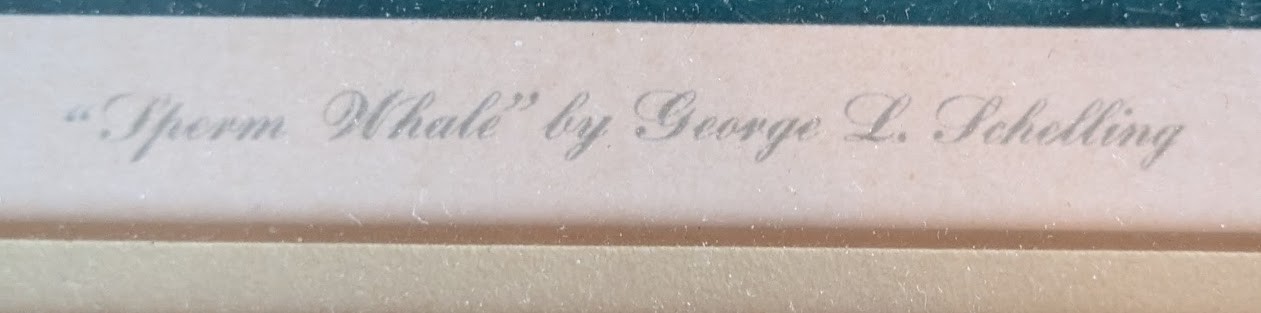 “Sperm Whale” by George L. Schelling